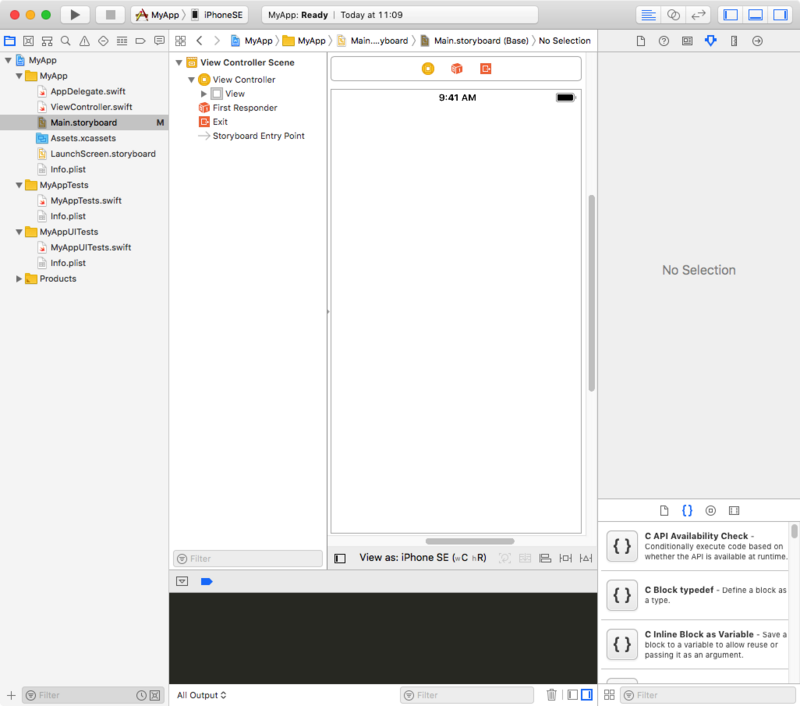 MyApp
iPhoneSE
MyApp: Ready
Today at 11:09
MyApp
MyApp
Main....yboard
Main.storyboard (Base)
No Selection
MyApp
MyApp
AppDelegate.swift
ViewController.swift
Main.storyboard M
Assets.xcassets
LaunchScreen.storyboard
Info.plist
MyAppTests
MyAppTests.swift
Info.plist
MyAppUITests
MyAppUITests.swift
Info.plist
Products
Filter
View Controller Scene
View Controller
View
First Responder
Exit
Storyboard Entry Point
Filter
9:41 AM
View as: iPhone SE (wC hR)
All Output
Filter
No Selection
{ }
{ } C API Availability Check -
Conditionally execute code based on
whether the API is available at runtime.
{ } C Block typedef - Define a block as
a type.
{ } C Inline Block as Variable - Save a
block to a variable to allow reuse or
passing it as an argument.
Filter